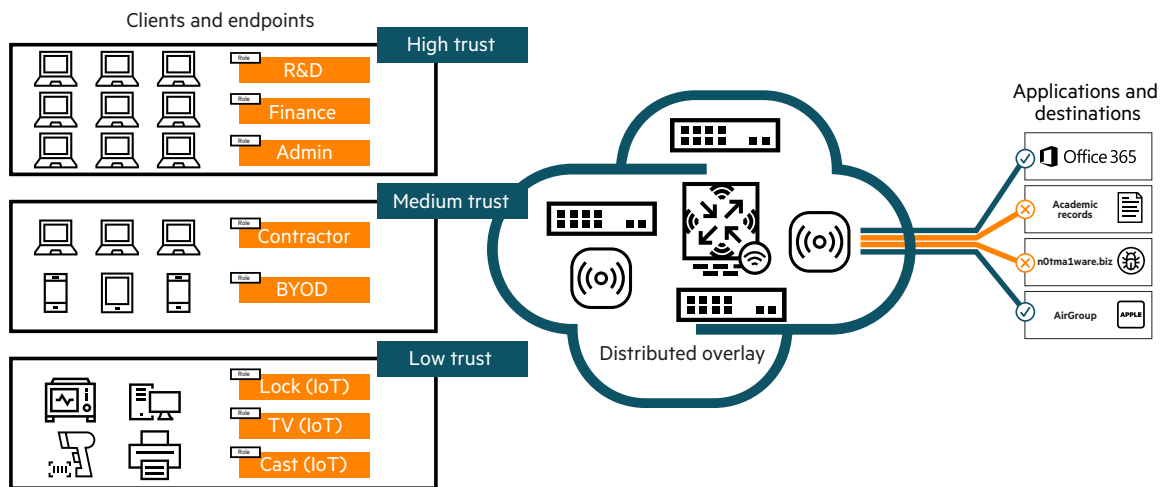 Clients and endpoints
High trust
Role
R&D
Role
Finance
Role
Admin
Medium trust
Role
Contractor
Role
BYOD
Low trust
Role
Lock (IoT)
Role
TV (IoT)
Role
Cast (IoT)
Distributed overlay
Applications and
destinations
Office 365
Academic
records
n0tma1ware.biz
AirGroup
APPLE